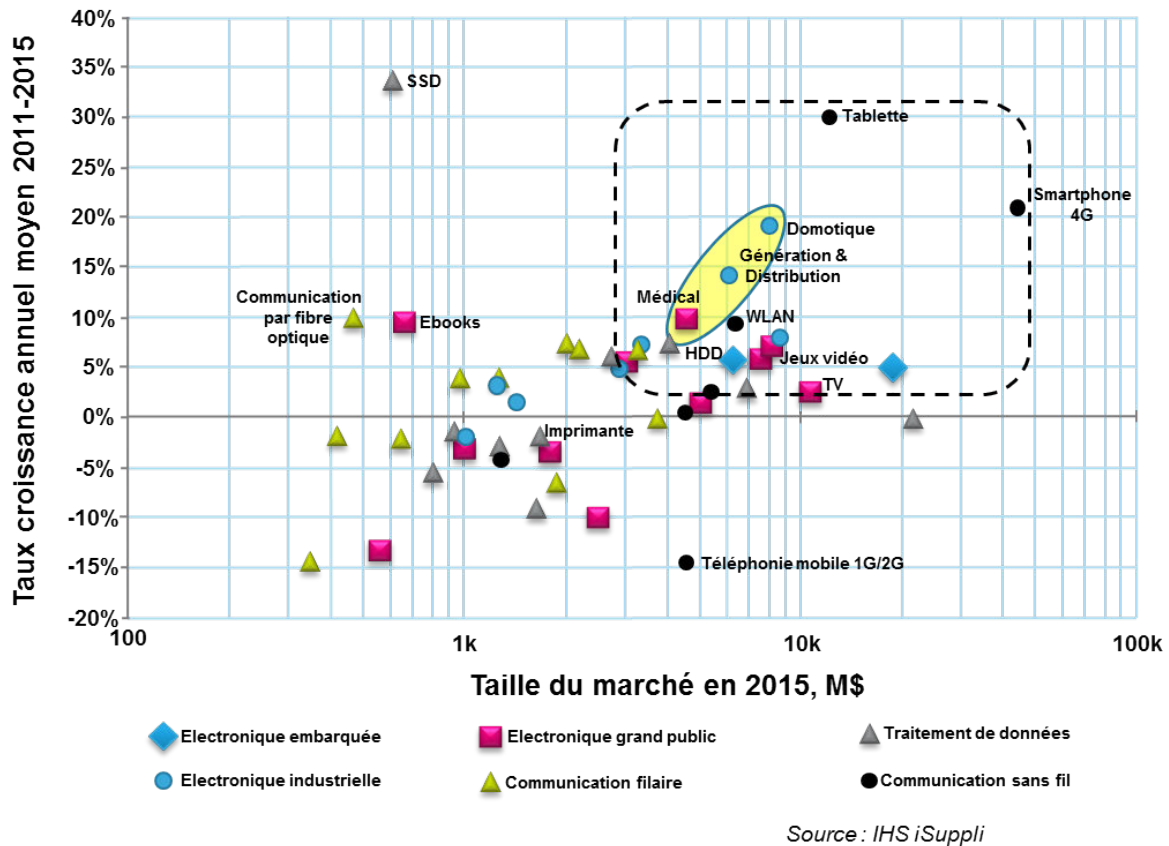 Taux croissance annuel moyen 2011-2015
40%
35%
30%
25%
20%
15%
10%
5%
0%
-5%
-10%
-15%
-20%
SSD
Tablette
Smartphone
4G
Domotique
Génération &
Distribution
Médical
Communication
par fibre
optique
Ebooks
WLAN
HDD
Jeux vidéo
TV
Imprimante
Téléphonie mobile 1G/2G
100
1k
10k
100k
Taille du marché en 2015, M$
Electronique embarquée
Electronique grand public
Traitement de données
Electronique industrielle
Communication filaire
Communication sans fil
Source : IHS iSuppli